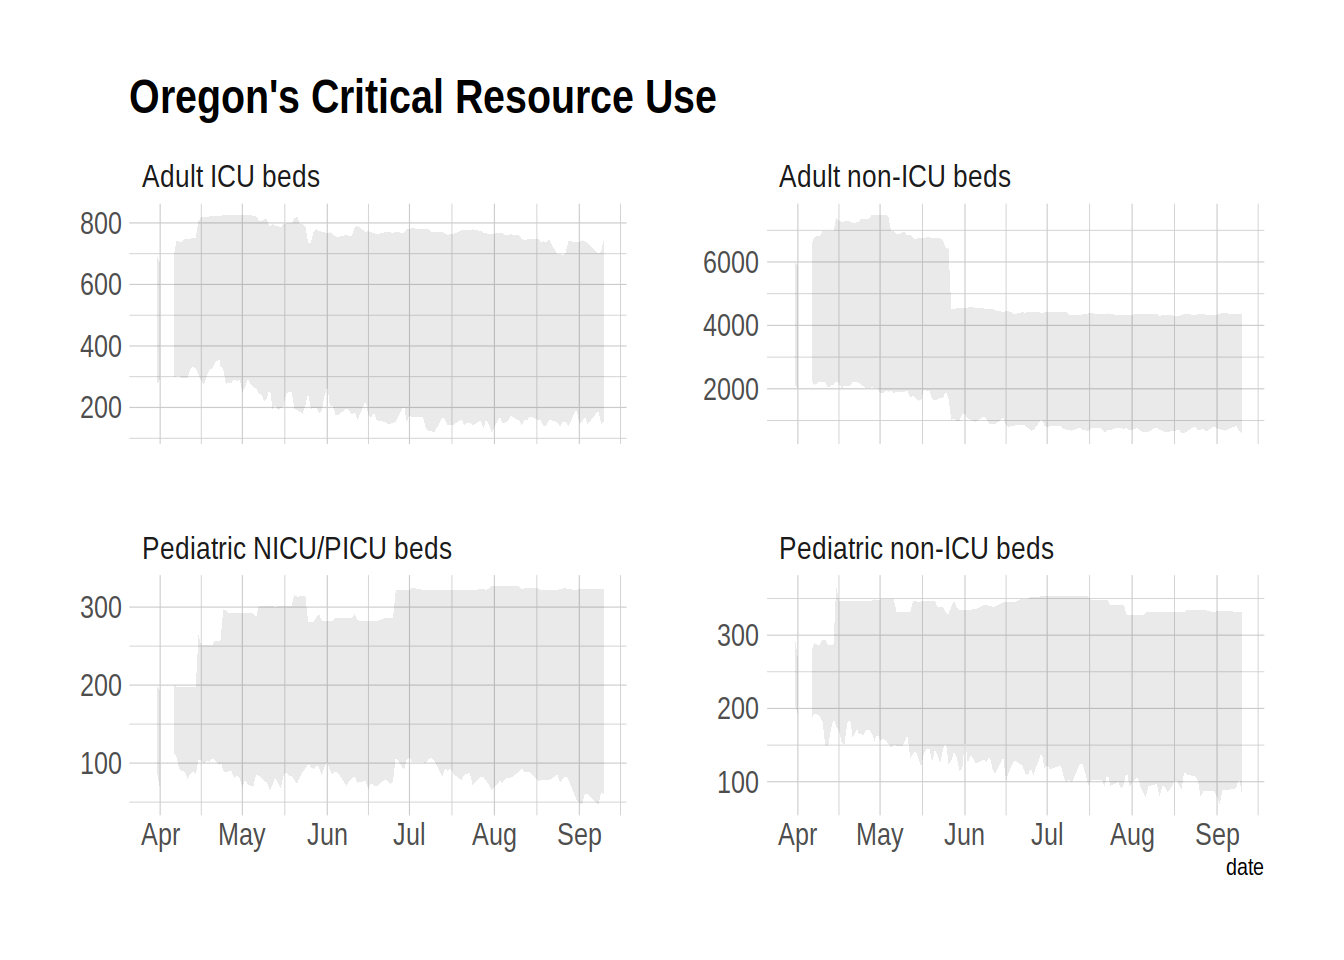 Oregon's Critical Resource Use
Adult ICU beds
Adult non-ICU beds
800
600
400
200
6000
4000
2000
Pediatric NICU/PICU beds
Pediatric non-ICU beds
300
200
100
300
200
100
Apr May Jun Jul Aug Sep
Apr May Jun Jul Aug Sep
date